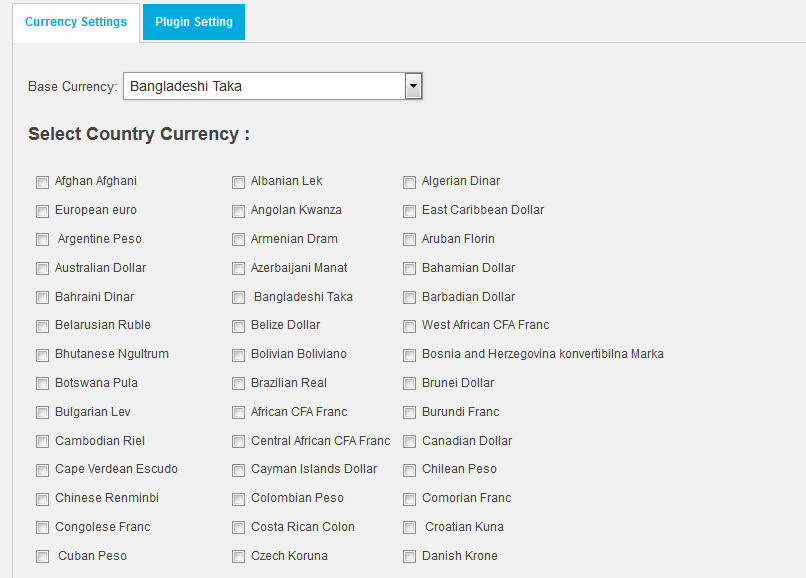 Currency Settings Plugin Setting
Base Currency: Bangladeshi Taka
Select Country Currency :
Afghan Afghani Albanian Lek Algerian Dinar
European euro Angolan Kwanza East Caribbean Dollar
Argentine Peso Armenian Dram Aruban Florin
Australian Dollar Azerbaijani Manat Bahamian Dollar
Bahraini Dinar Bangladeshi Taka Barbadian Dollar
Belarusian Ruble Belize Dollar West African CFA Franc
Bhutanese Ngultrum Bolivian Boliviano Bosnia and Herzegovina konvertibilna Marka
Botswana Pula Brazilian Real Brunei Dollar
Bulgarian Lev African CFA Franc Burundi Franc
Cambodian Riel Central African CFA Franc Canadian Dollar
Cape Verdean Escudo Cayman Islands Dollar Chilean Peso
Chinese Renminbi Colombian Peso Comorian Franc
Congolese Franc Costa Rican Colon Croatian Kuna
Cuban Peso Czech Koruna Danish Krone